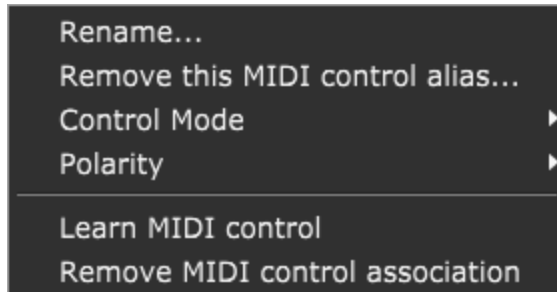 Rename...
Remove this MIDI control alias...
Control Mode
Polarity
Learn MIDI control
Remove MIDI control association